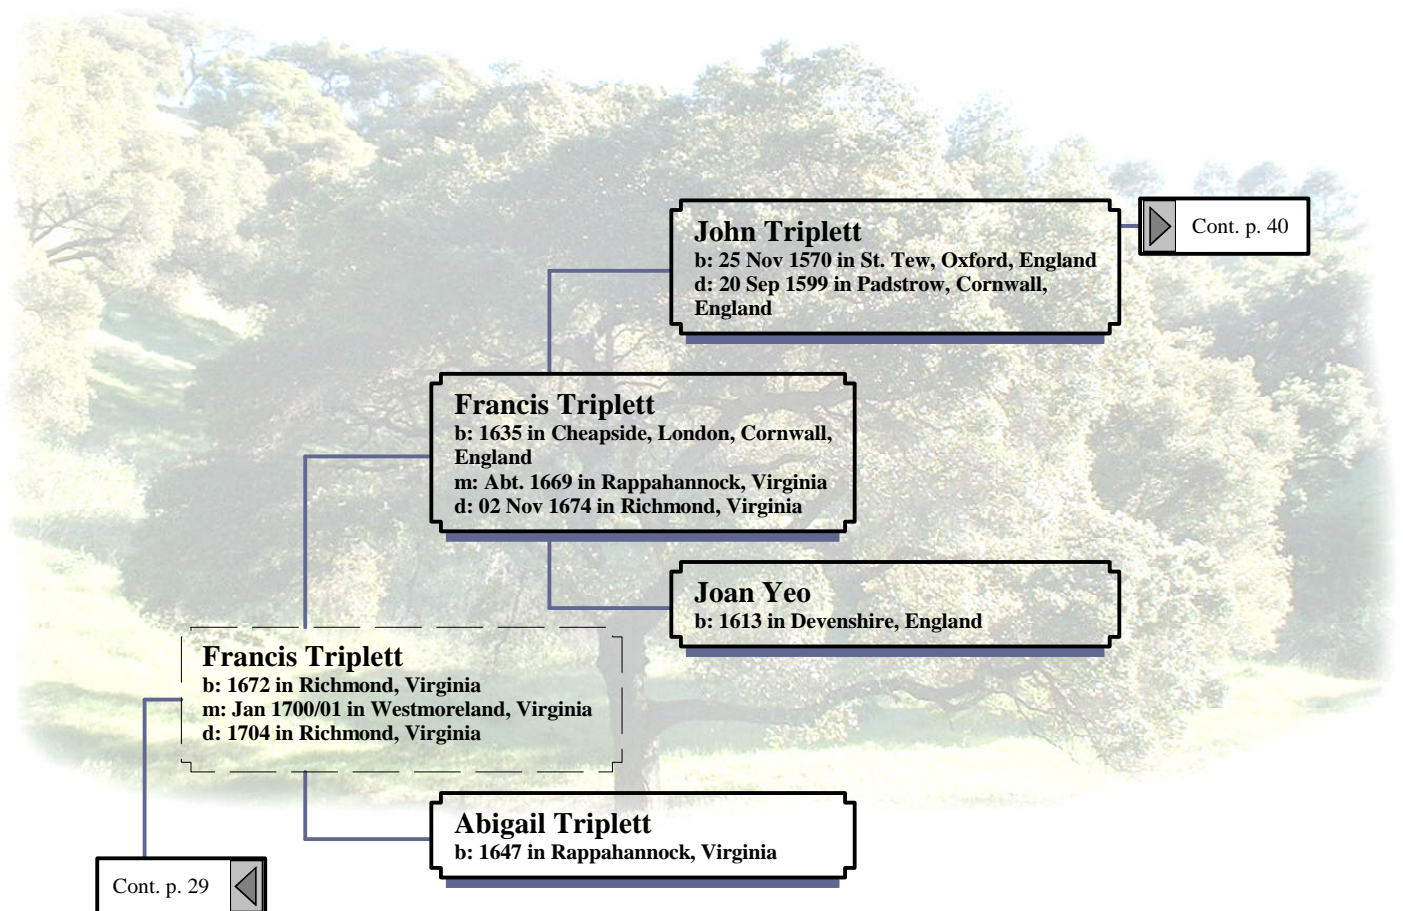 John Triplett
b: 25 Nov 1570 in St. Tew, Oxford, England
d: 20 Sep 1599 in Padstrow, Cornwall,
England
Cont. p. 40
Francis Triplett
b: 1635 in Cheapside, London, Cornwall,
England
m: Abt. 1669 in Rappahannock, Virginia
d: 02 Nov 1674 in Richmond, Virginia
Joan Yeo
b: 1613 in Devenshire, England
Francis Triplett
b: 1672 in Richmond, Virginia
m: Jan 1700/01 in Westmoreland, Virginia
d: 1704 in Richmond, Virginia
Abigail Triplett
b: 1647 in Rappahannock, Virginia
Cont. p. 29